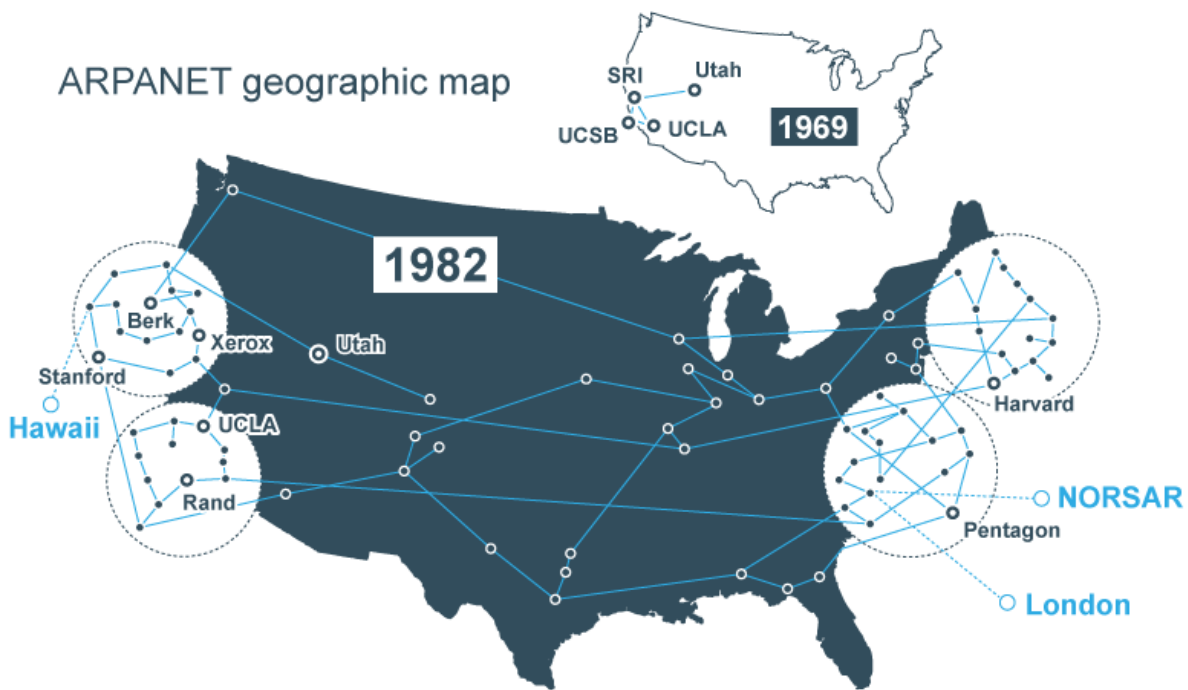 ARPANET geographic map
SRI
Utah
UCSB
UCLA
1969
1982
Berk
Xerox
Utah
Stanford
Hawaii
UCLA
Rand
Harvard
NORSAR
Pentagon
London